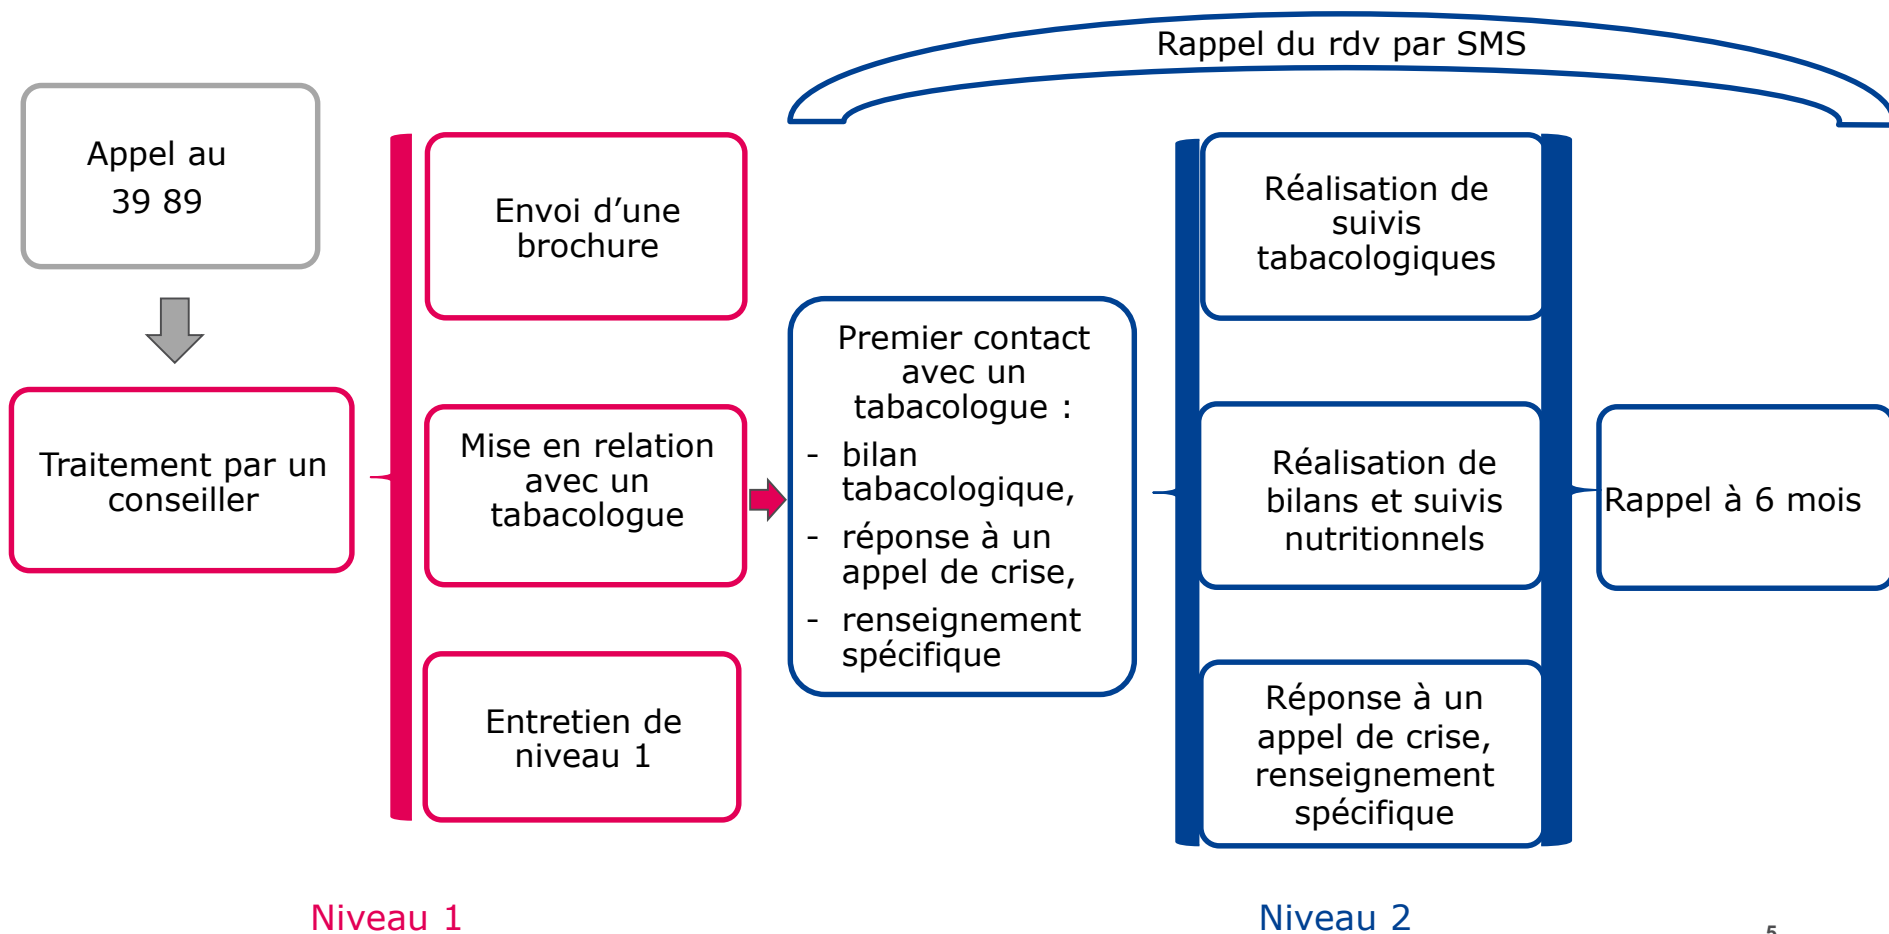 Rappel du rdv par SMS
Appel au
39 89
Traitement par un
conseiller
Envoi d’une
brochure
Mise en relation
avec un
tabacologue
Entretien de
niveau 1
Premier contact
avec un
tabacologue :
- bilan
tabacologique,
- réponse à un
appel de crise,
- renseignement
spécifique
Réalisation de
suivis
tabacologiques
Réalisation de
bilans et suivis
nutritionnels
Réponse à un
appel de crise,
renseignement
spécifique
Rappel à 6 mois
Niveau 1
Niveau 2
5